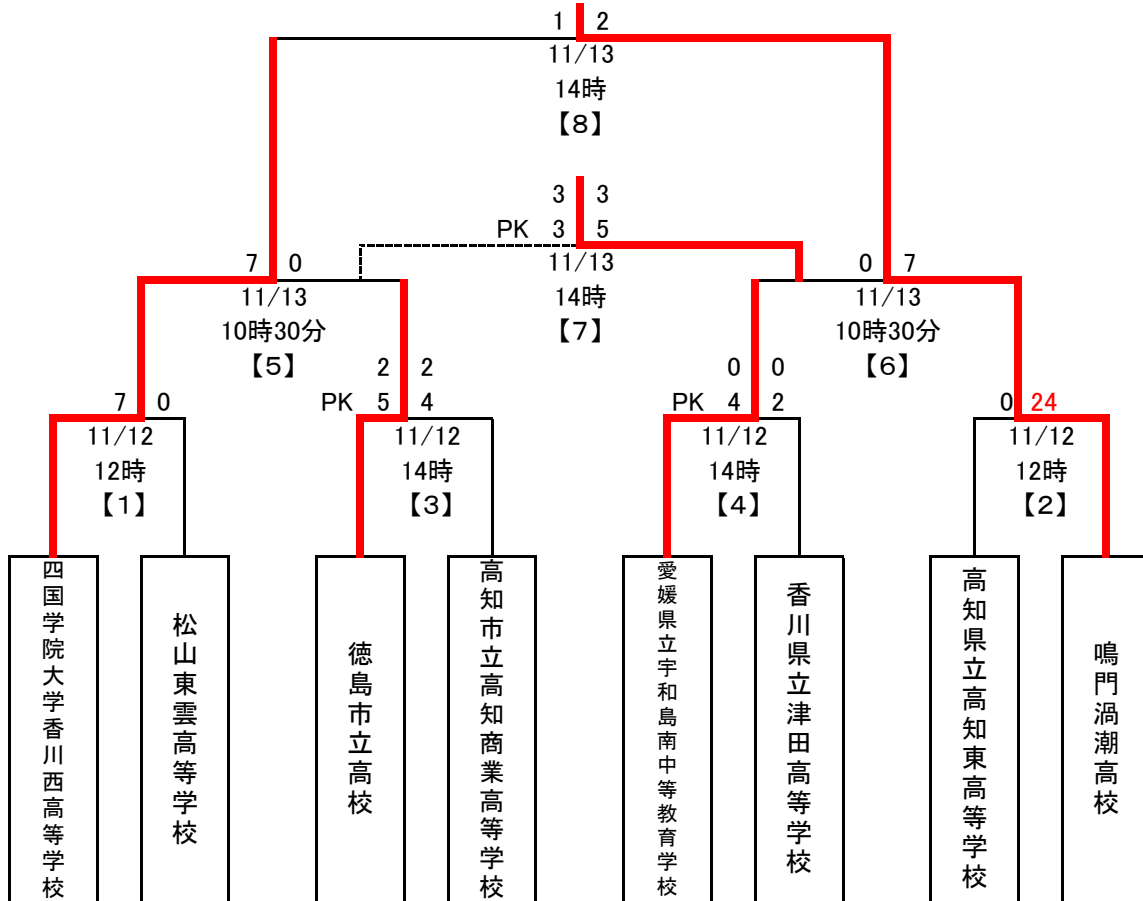 1 2
11/13
14時
【8】
3 3
PK 3 5
11/13
14時
【7】
7 0
11/13
10時30分
【5】
0 7
11/13
10時30分
【6】
7 0
11/12
12時
【1】
2 2
PK 5 4
11/12
14時
【3】
0 0
PK 4 2
11/12
14時
【4】
0 24
11/12
12時
【2】
四国学院大学香川西高等学校
松山東雲高等学校
徳島市立高校
高知市立高知商業高等学校
愛媛県立宇和島南中等教育学校
香川県立津田高等学校
高知県立高知東高等学校
鳴門渦潮高校